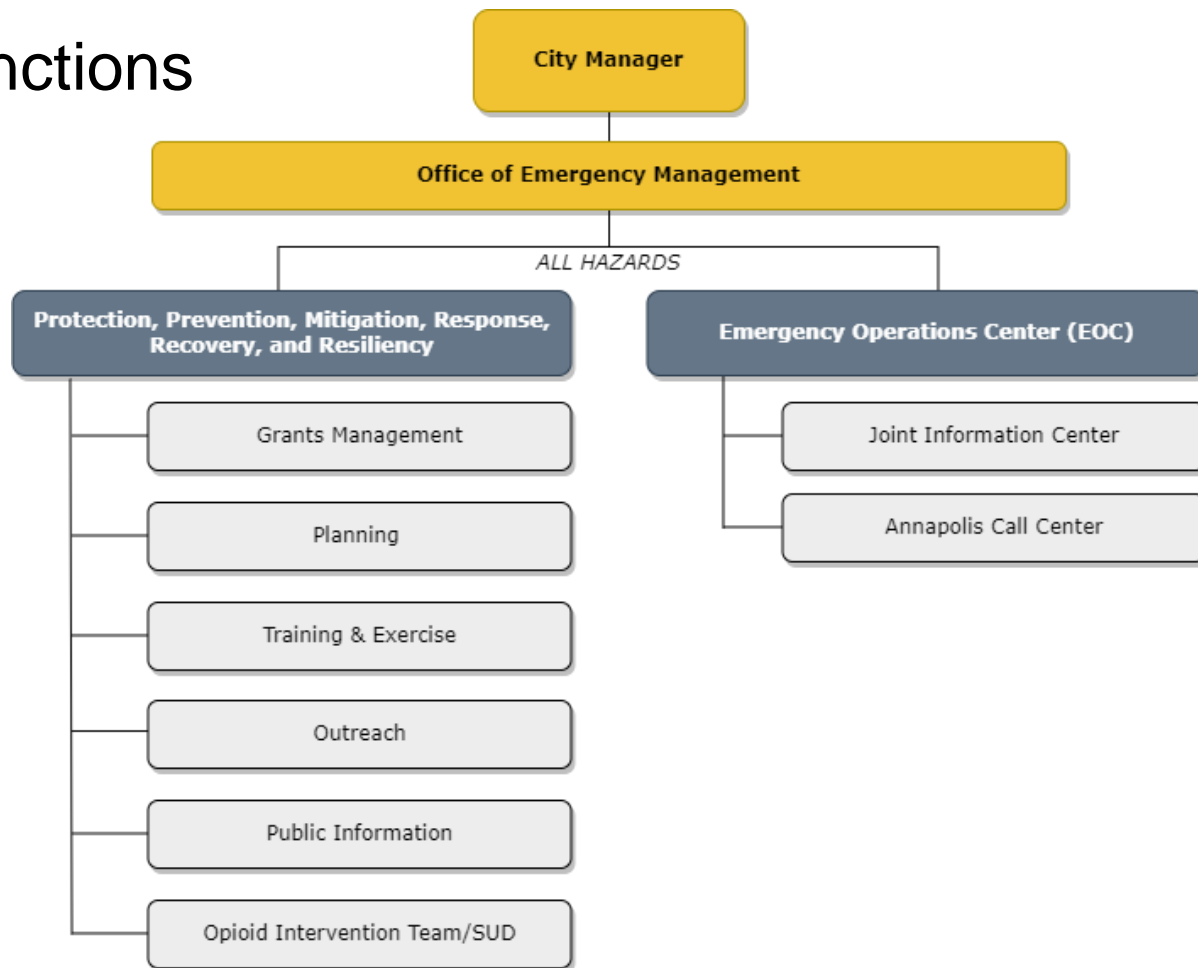 City Manager
Office of Emergency Management
ALL HAZARDS
Protection, Prevention, Mitigation, Response,
Recovery, and Resiliency
Grants Management
Planning
Training & Exercise
Outreach
Public Information
Opioid Intervention Team/SUD
Emergency Operations Center (EOC)
Joint Information Center
Annapolis Call Center